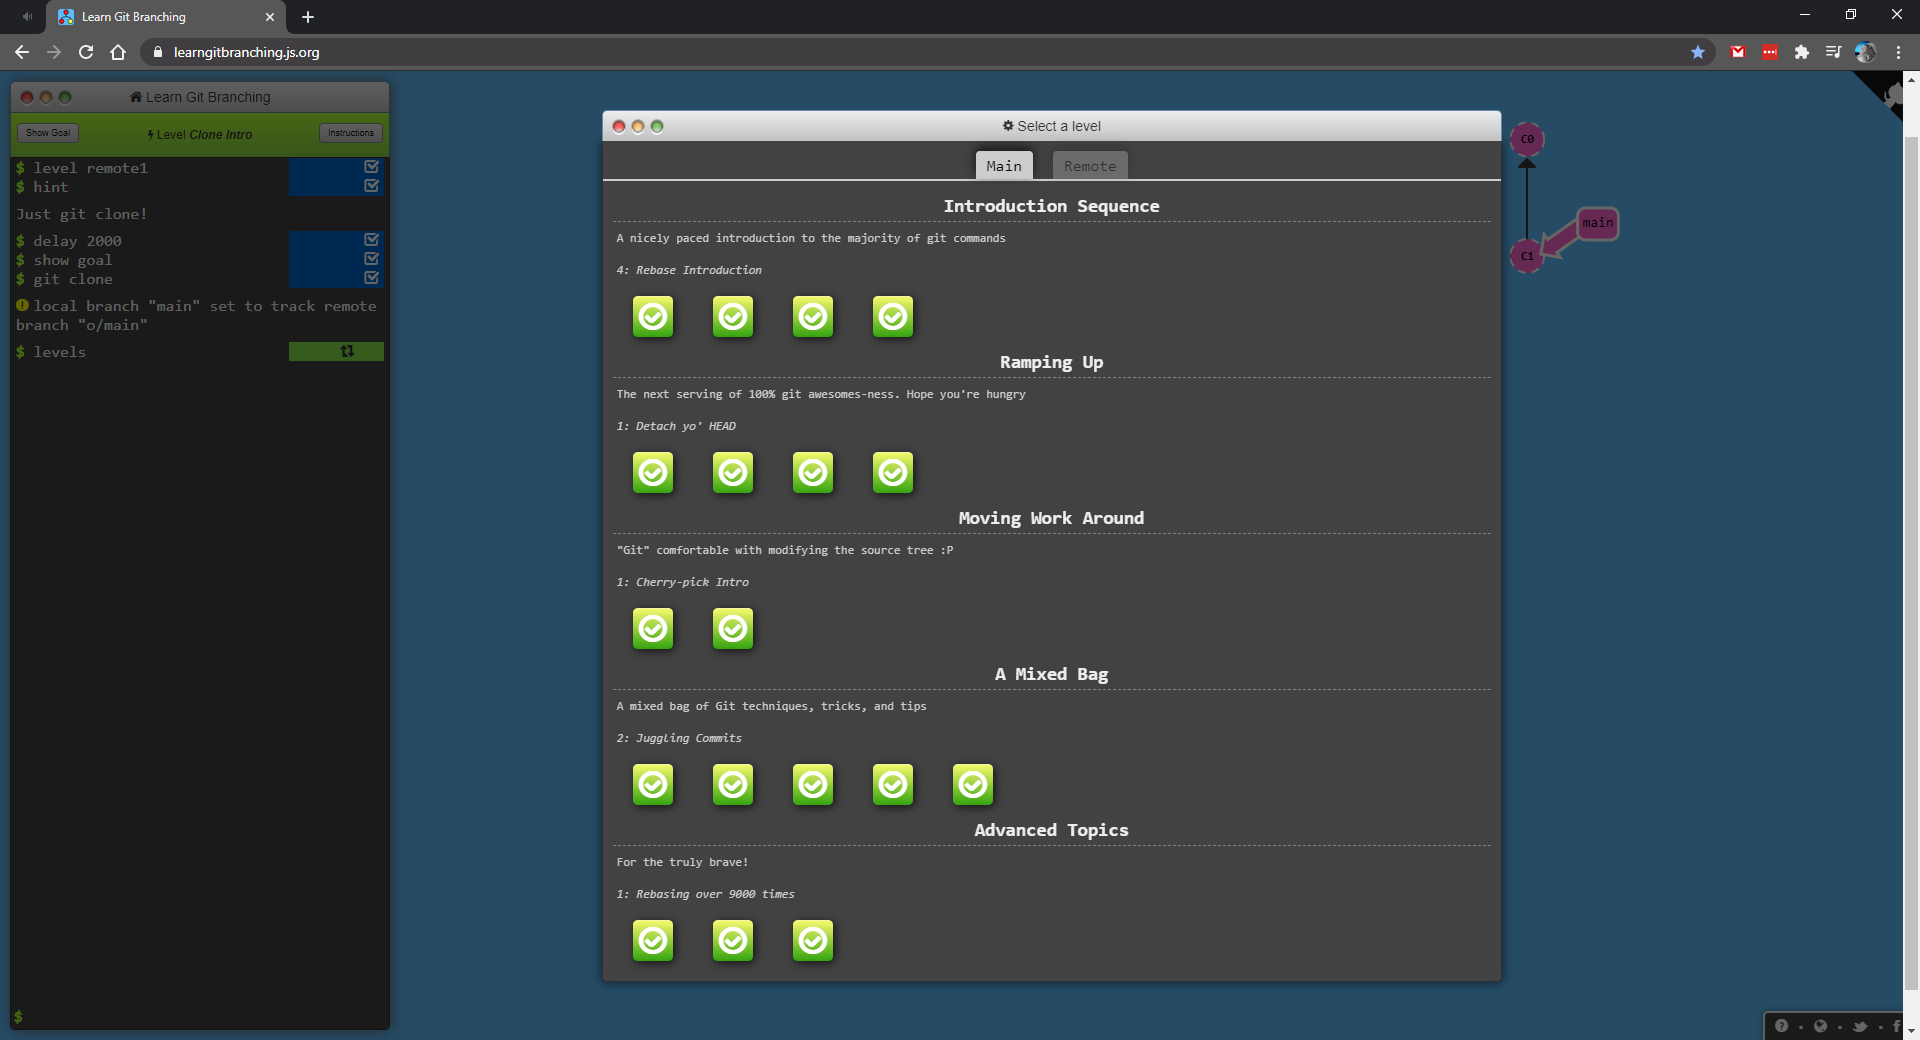 Learn Git Branching
learngitbranching.js.org
Learn Git Branching
Show Goal
Level Clone Intro
Instructions
$ level remote1
$ hint
Just git clone!
$ delay 2000
$ show goal
$ git clone
local branch "main" set to track remote
branch "o/main"
$ levels
$
Select a level
Main
Remote
Introduction Sequence
A nicely paced introduction to the majority of git commands
4: Rebase Introduction
Ramping Up
The next serving of 100% git awesomes-ness. Hope you're hungry
1: Detach yo' HEAD
Moving Work Around
"Git" comfortable with modifying the source tree :P
1: Cherry-pick Intro
A Mixed Bag
A mixed bag of Git techniques, tricks, and tips
2: Juggling Commits
Advanced Topics
For the truly brave!
1: Rebasing over 9000 times
C0
main
C1